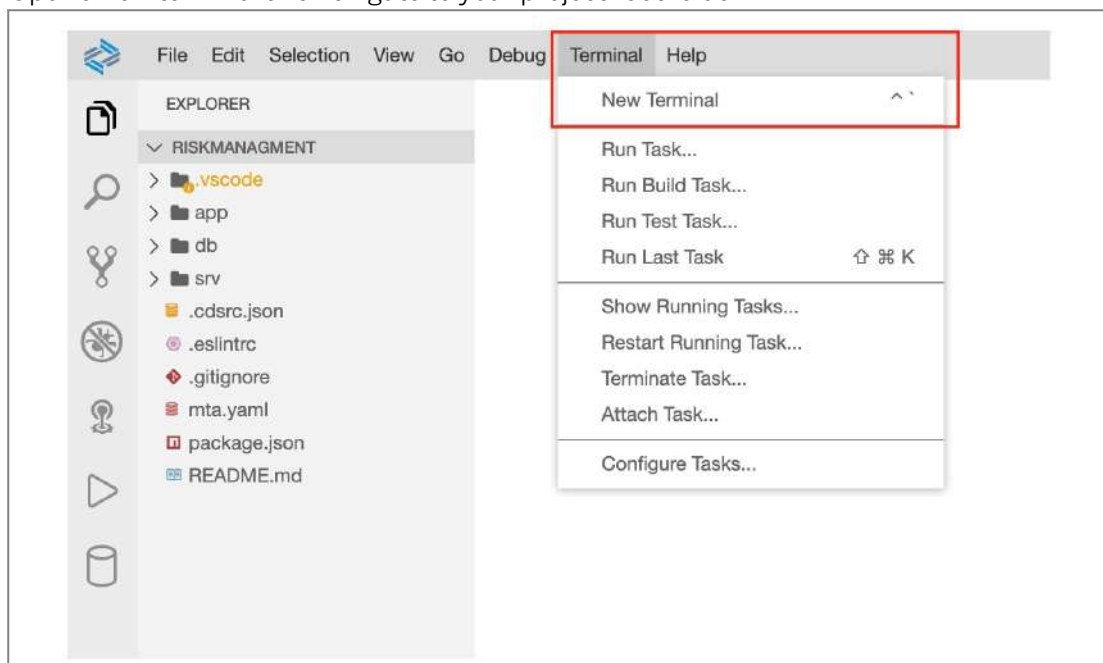 File Edit Selection View Go Debug Terminal Help
EXPLORER
RISKMANAGMENT
.vscode
app
db
srv
.cdsrc.json
.eslintrc
.gitignore
mta.yaml
package.json
README.md
New Terminal ^ `
Run Task...
Run Build Task...
Run Test Task...
Run Last Task ⇧ ⌘ K
Show Running Tasks...
Restart Running Task...
Terminate Task...
Attach Task...
Configure Tasks...